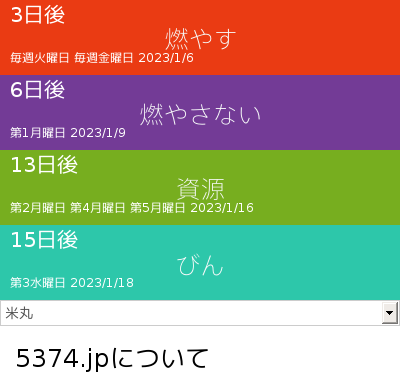 3日後
燃やす
毎週火曜日 毎週金曜日 2023/1/6
6日後
燃やさない
第1月曜日 2023/1/9
13日後
資源
第2月曜日 第4月曜日 第5月曜日 2023/1/16
15日後
びん
第3水曜日 2023/1/18
米丸
5374.jpについて